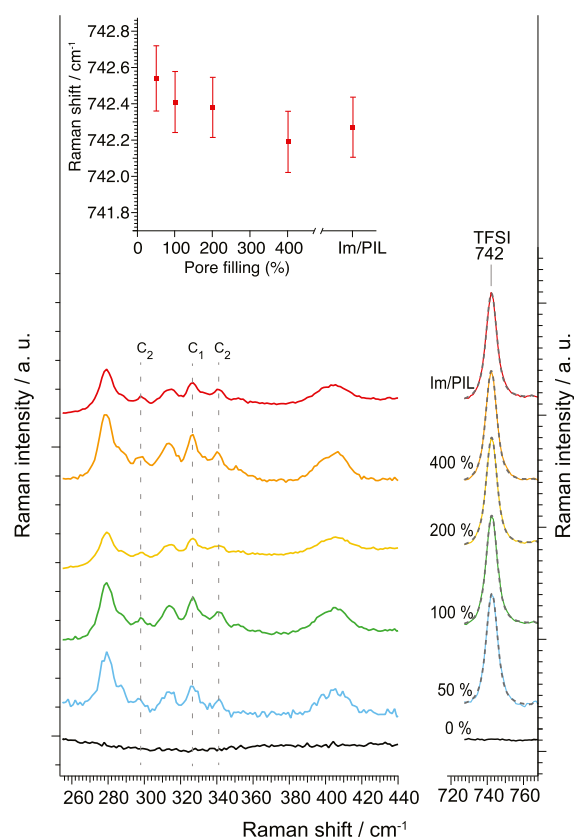 742.8
742.6
742.4
742.2
742.0
741.8
Raman shift / cm-1
0 100 200 300 400 Im/PIL
Pore filling (%)
TFSI
742
C2 C1 C2
Im/PIL
400 %
200 %
100 %
50 %
0 %
Raman intensity / a. u.
Raman intensity / a. u.
260 280 300 320 340 360 380 400 420 440 720 740 760
Raman shift / cm-1